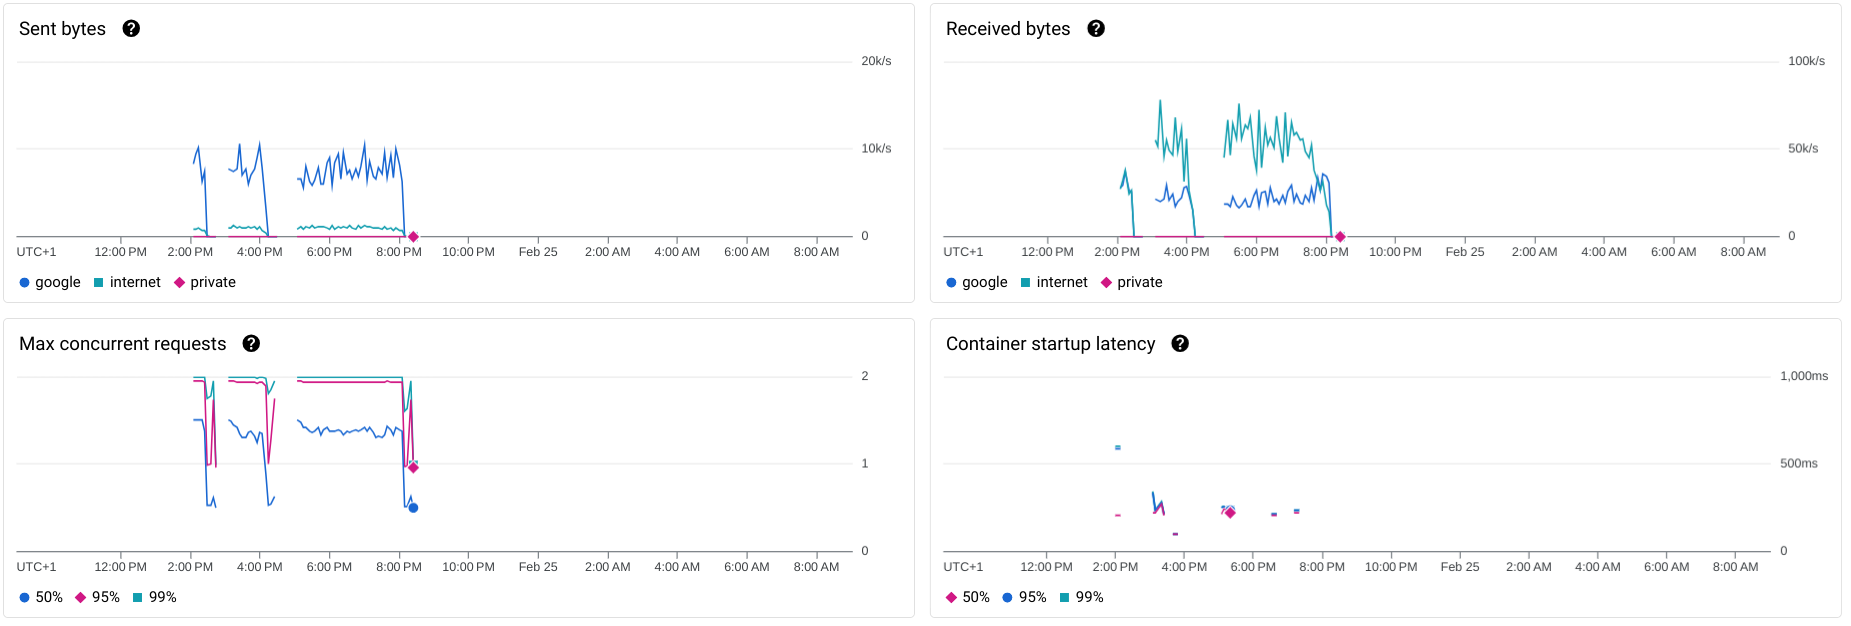 Sent bytes
20k/s
10k/s
0
UTC+1 12:00 PM 2:00 PM 4:00 PM 6:00 PM 8:00 PM 10:00 PM Feb 25 2:00 AM 4:00 AM 6:00 AM 8:00 AM
google internet private
Received bytes
100k/s
50k/s
0
UTC+1 12:00 PM 2:00 PM 4:00 PM 6:00 PM 8:00 PM 10:00 PM Feb 25 2:00 AM 4:00 AM 6:00 AM 8:00 AM
google internet private
Max concurrent requests
2
1
0
UTC+1 12:00 PM 2:00 PM 4:00 PM 6:00 PM 8:00 PM 10:00 PM Feb 25 2:00 AM 4:00 AM 6:00 AM 8:00 AM
50% 95% 99%
Container startup latency
1,000ms
500ms
0
UTC+1 12:00 PM 2:00 PM 4:00 PM 6:00 PM 8:00 PM 10:00 PM Feb 25 2:00 AM 4:00 AM 6:00 AM 8:00 AM
50% 95% 99%